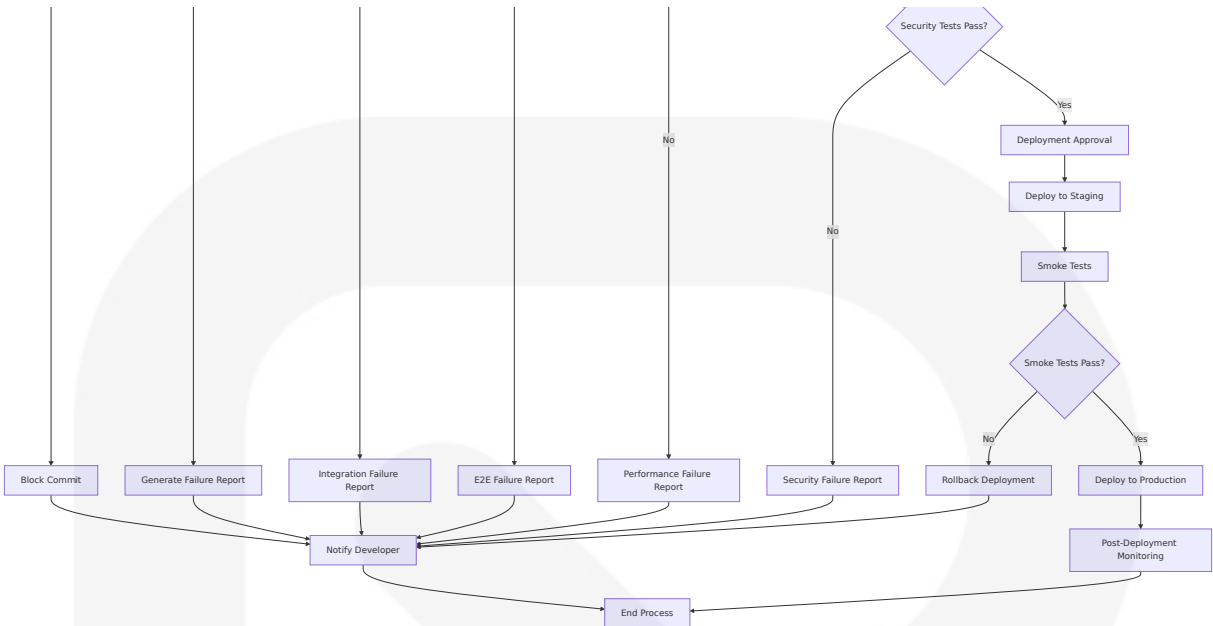 Security Tests Pass?
Yes
Deployment Approval
No
Deploy to Staging
No
Smoke Tests
Smoke Tests Pass?
No
Yes
Block Commit
Generate Failure Report
Integration Failure
Report
E2E Failure Report
Performance Failure
Report
Security Failure Report
Rollback Deployment
Deploy to Production
Notify Developer
Post-Deployment
Monitoring
End Process